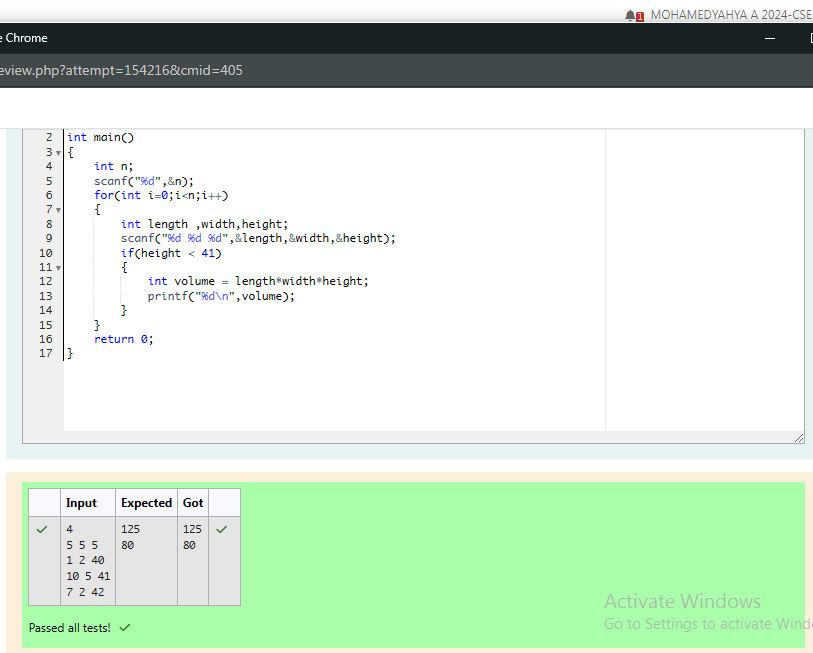 1 MOHAMEDYAHYA A 2024-CSE
e Chrome
eview.php?attempt=154216&cmid=405
2 int main()
3 {
4     int n;
5     scanf("%d",&n);
6     for(int i=0;i<n;i++)
7     {
8         int length ,width,height;
9         scanf("%d %d %d",&length,&width,&height);
10         if(height < 41)
11         {
12             int volume = length*width*height;
13             printf("%d\n",volume);
14         }
15     }
16     return 0;
17 }
Input Expected Got
4 125 125
5 5 5 80 80
1 2 40
10 5 41
7 2 42
Passed all tests!
Activate Windows
Go to Settings to activate Wind